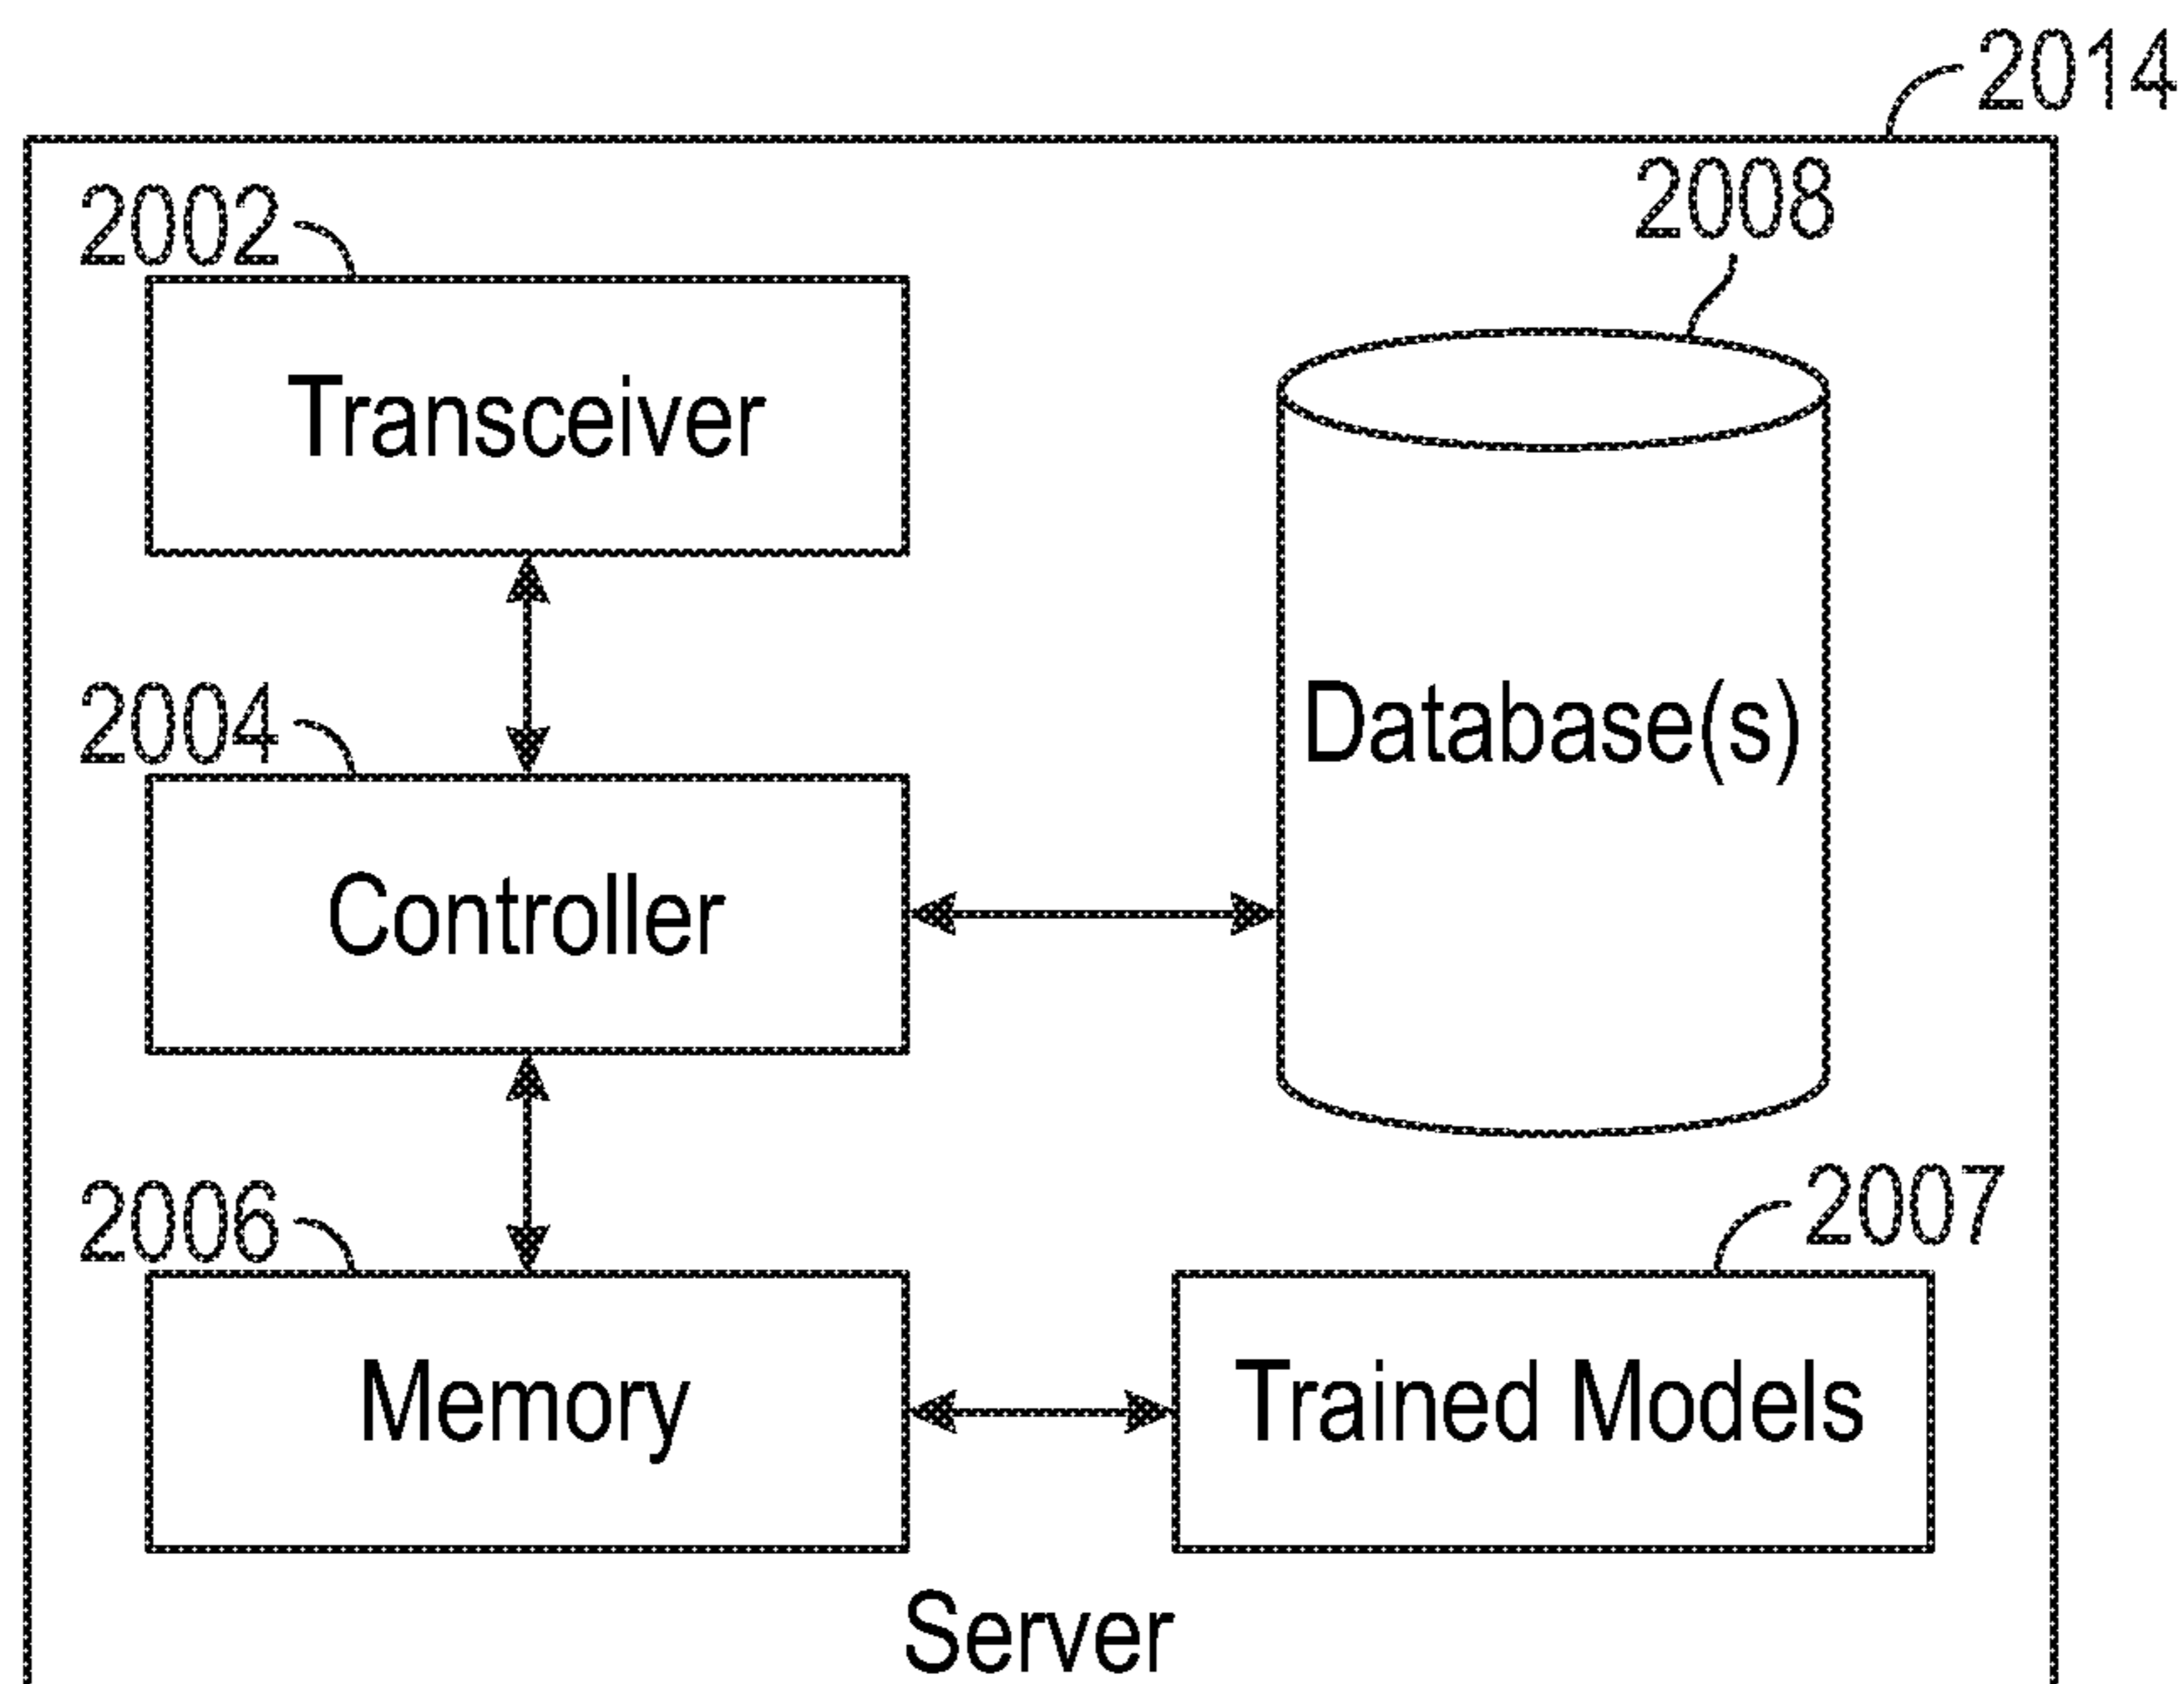 2014
2002
2008
Transceiver
2004
Database(s)
Controller
2006
2007
Memory
Trained Models
Server